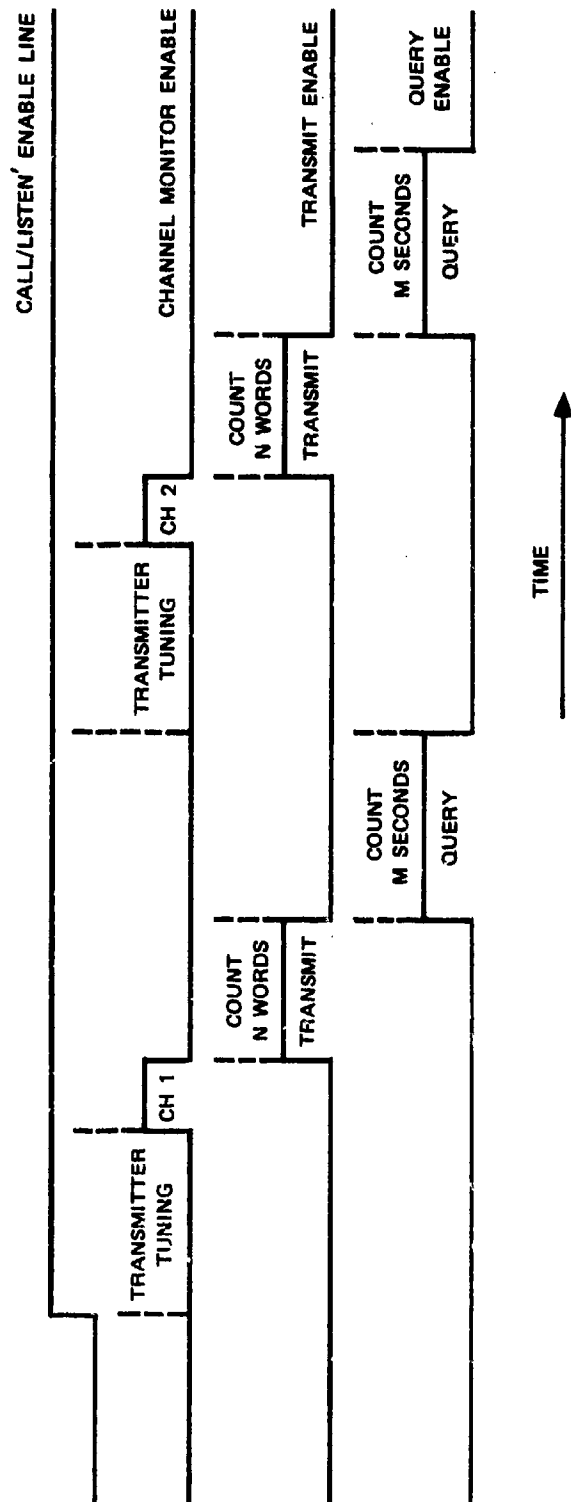 CALL/LISTEN' ENABLE LINE
TRANSMITTER
TUNING
CH 1
TRANSMITTER
TUNING
CH 2
CHANNEL MONITOR ENABLE
COUNT
N WORDS
TRANSMIT
COUNT
N WORDS
TRANSMIT
TRANSMIT ENABLE
COUNT
M SECONDS
QUERY
COUNT
M SECONDS
QUERY
QUERY
ENABLE
TIME